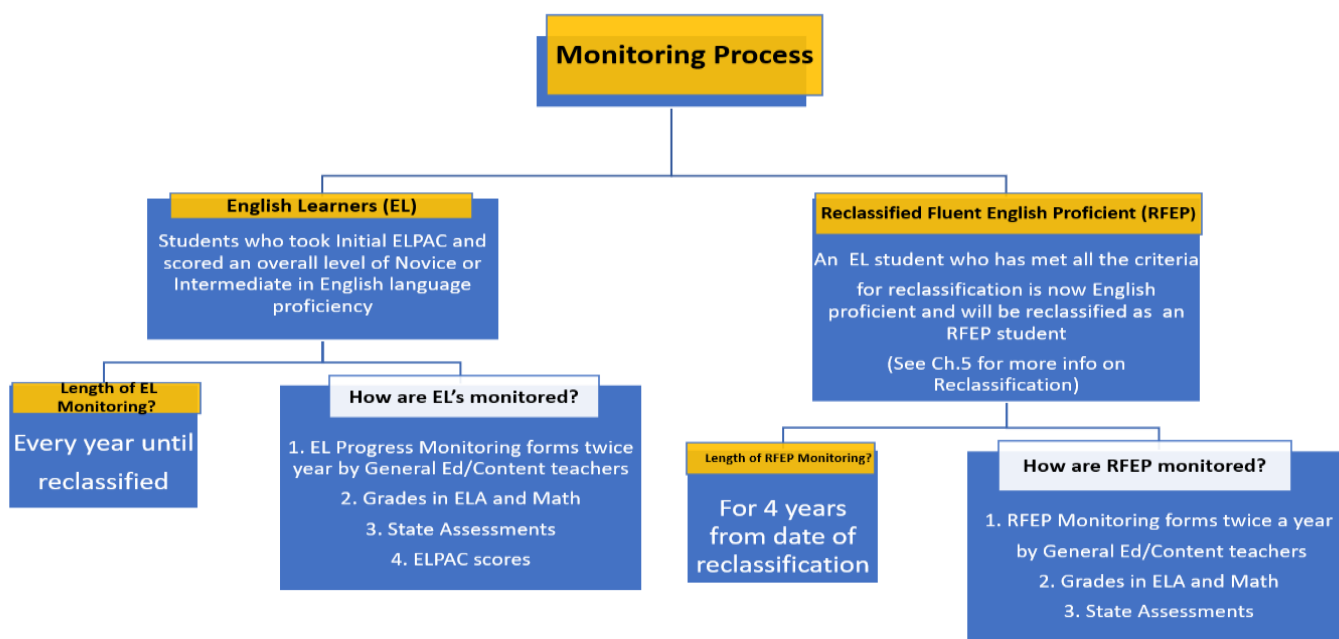 Monitoring Process
English Learners (EL)
Students who took Initial ELPAC and
scored an overall level of Novice or
Intermediate in English language
proficiency
Length of EL
Monitoring?
Every year until
reclassified
How are EL’s monitored?
1. EL Progress Monitoring forms twice
year by General Ed/Content teachers
2. Grades in ELA and Math
3. State Assessments
4. ELPAC scores
Reclassified Fluent English Proficient (RFEP)
An EL student who has met all the criteria
for reclassification is now English
proficient and will be reclassified as an
RFEP student
(See Ch.5 for more info on
Reclassification)
Length of RFEP Monitoring?
For 4 years
from date of
reclassification
How are RFEP monitored?
1. RFEP Monitoring forms twice a year
by General Ed/Content teachers
2. Grades in ELA and Math
3. State Assessments